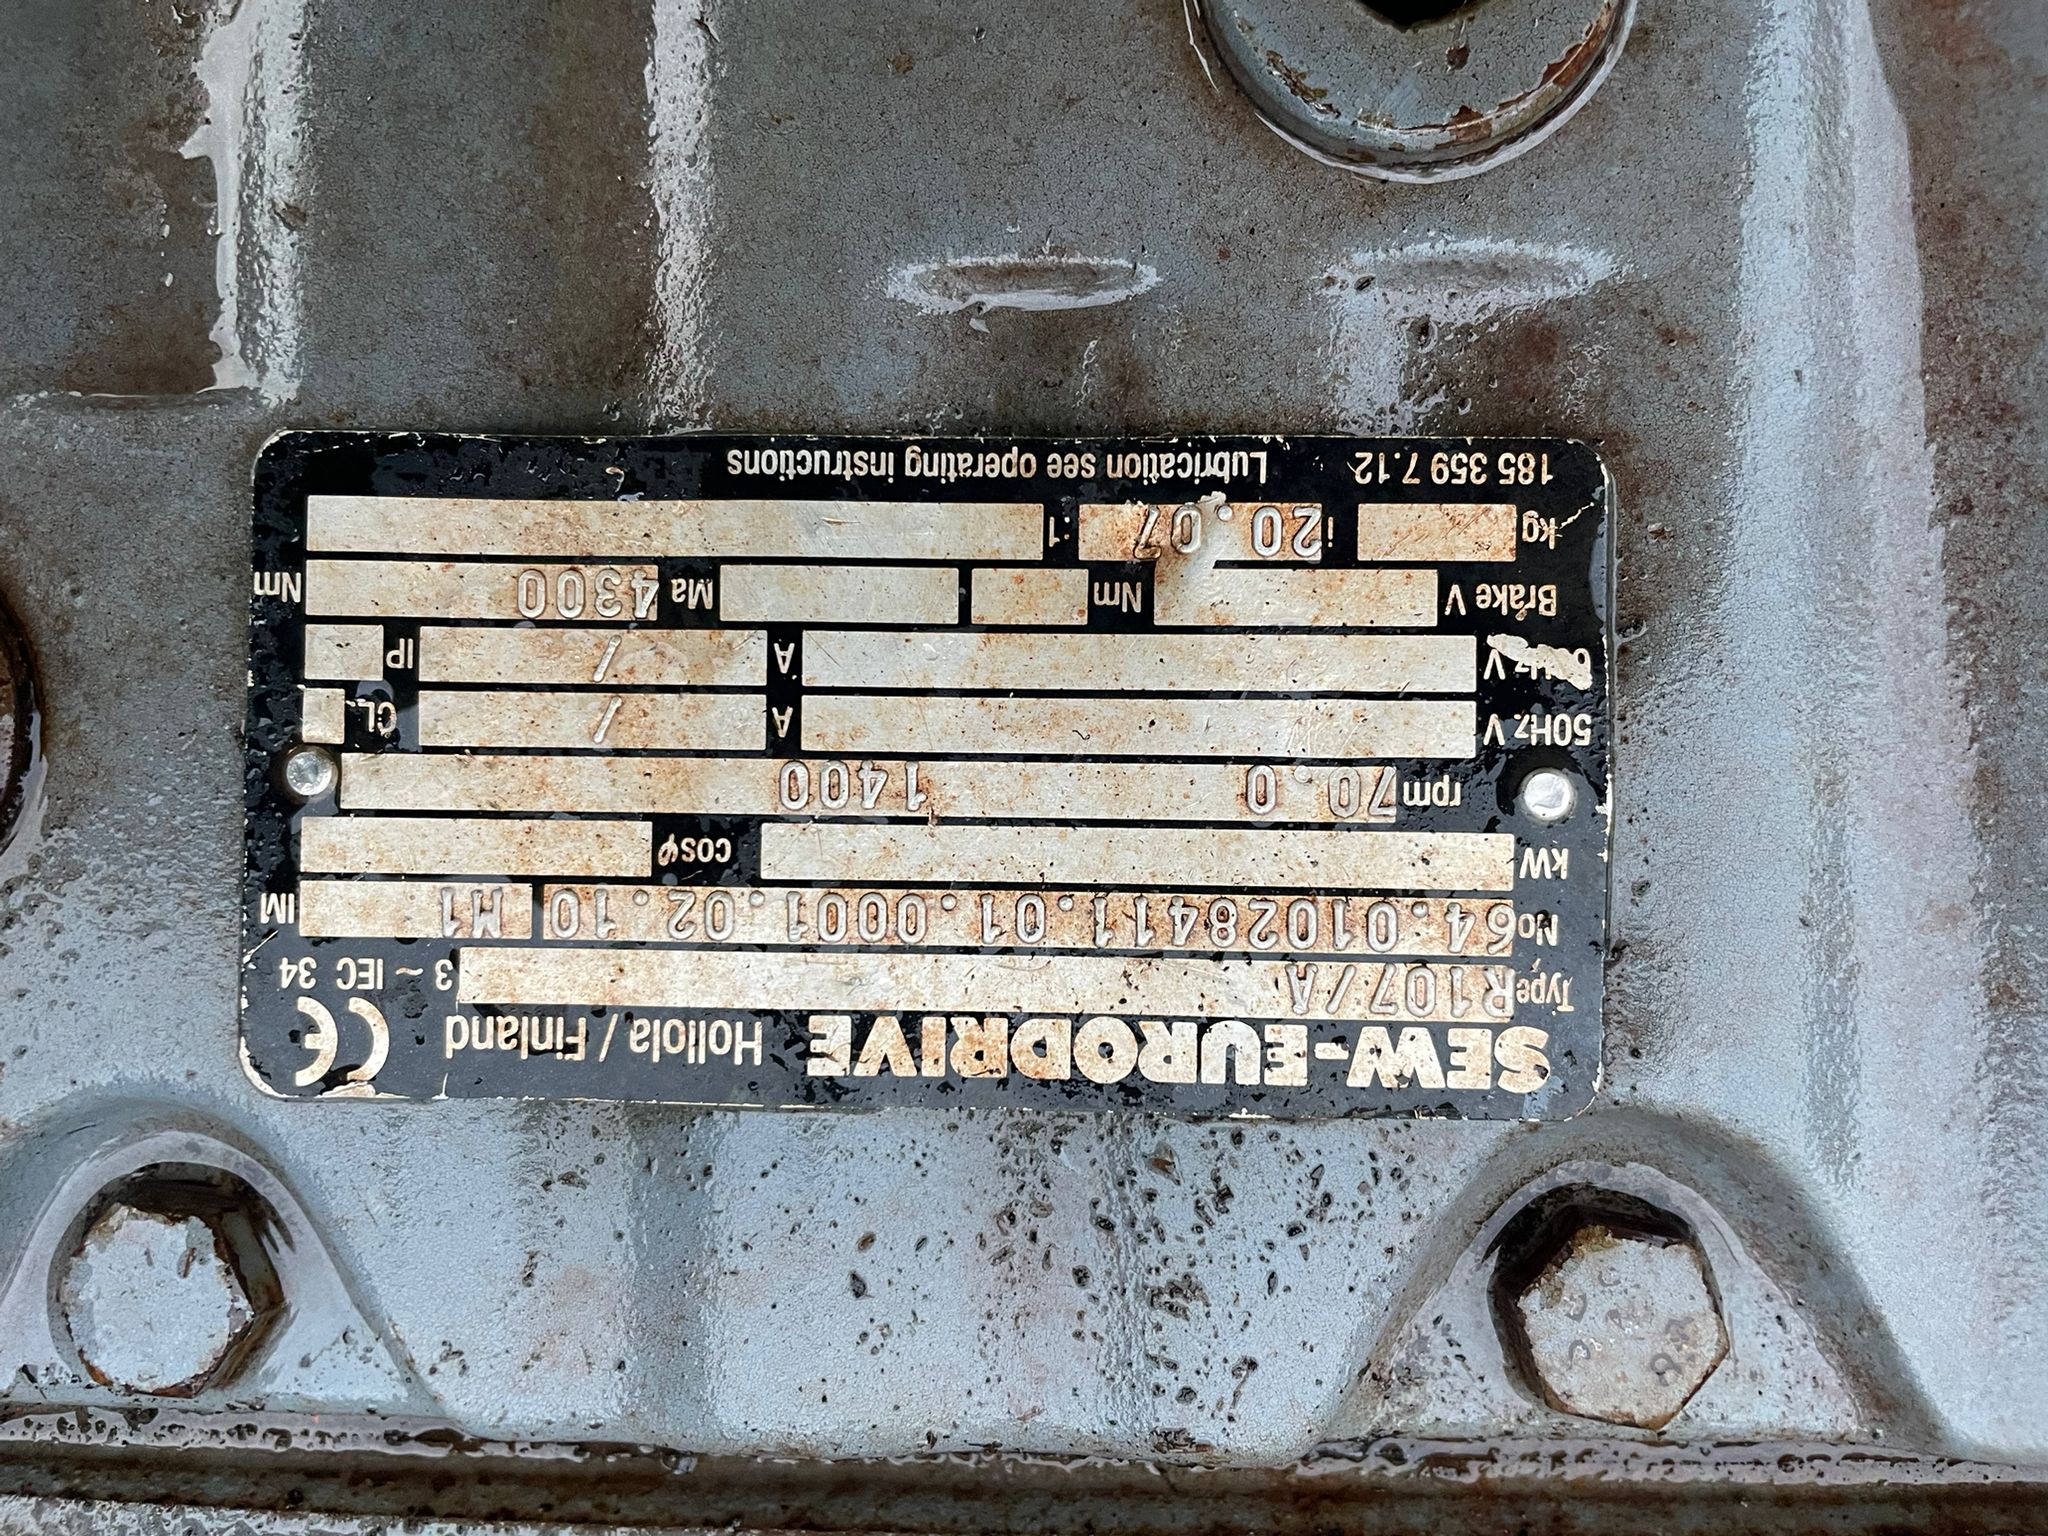 SEW-EURODRIVE Hollola / Finland CE
Type R107/A 3 ~ IEC 34
No 64.01028411.01.0001.02.10 M1 IM
kW cosφ
rpm 70.0 1400
50Hz V A / CL.
60Hz V A / IP
Brake V Nm Ma 4300 Nm
kg i 20.07 :1
185 359 7.12 Lubrication see operating instructions